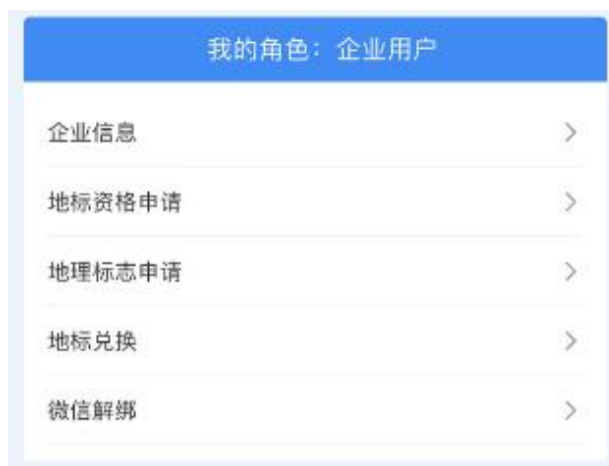 我的角色：企业用户
企业信息
地标资格申请
地理标志申请
地标兑换
微信解绑